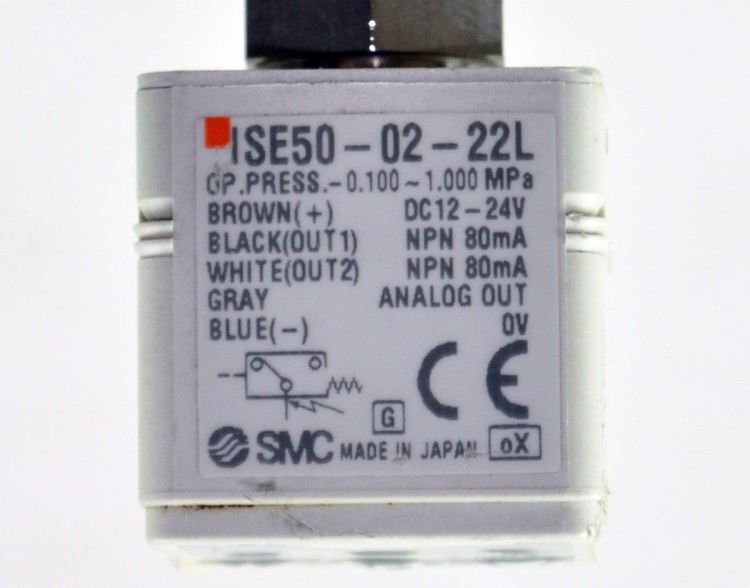 ISE50-02-22L
OP.PRESS.-0.100~1.000 MPa
BROWN(+) DC12-24V
BLACK(OUT1) NPN 80mA
WHITE(OUT2) NPN 80mA
GRAY ANALOG OUT
BLUE(-) 0V
CE
G
SMC MADE IN JAPAN oX